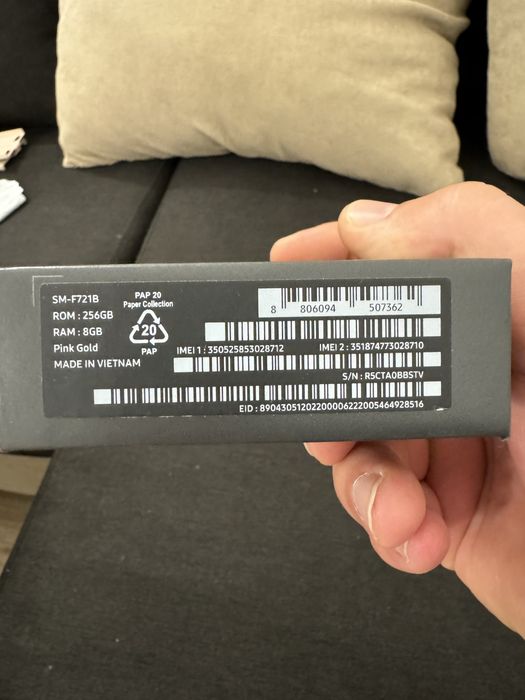 SM-F721B
ROM : 256GB
RAM : 8GB
Pink Gold
MADE IN VIETNAM
PAP 20
Paper Collection
20
PAP
8 806094 507362
IMEI 1 : 350525853028712 IMEI 2 : 351874773028710
S/N : R5CTA0BBSTV
EID : 89043051202200006222005464928516